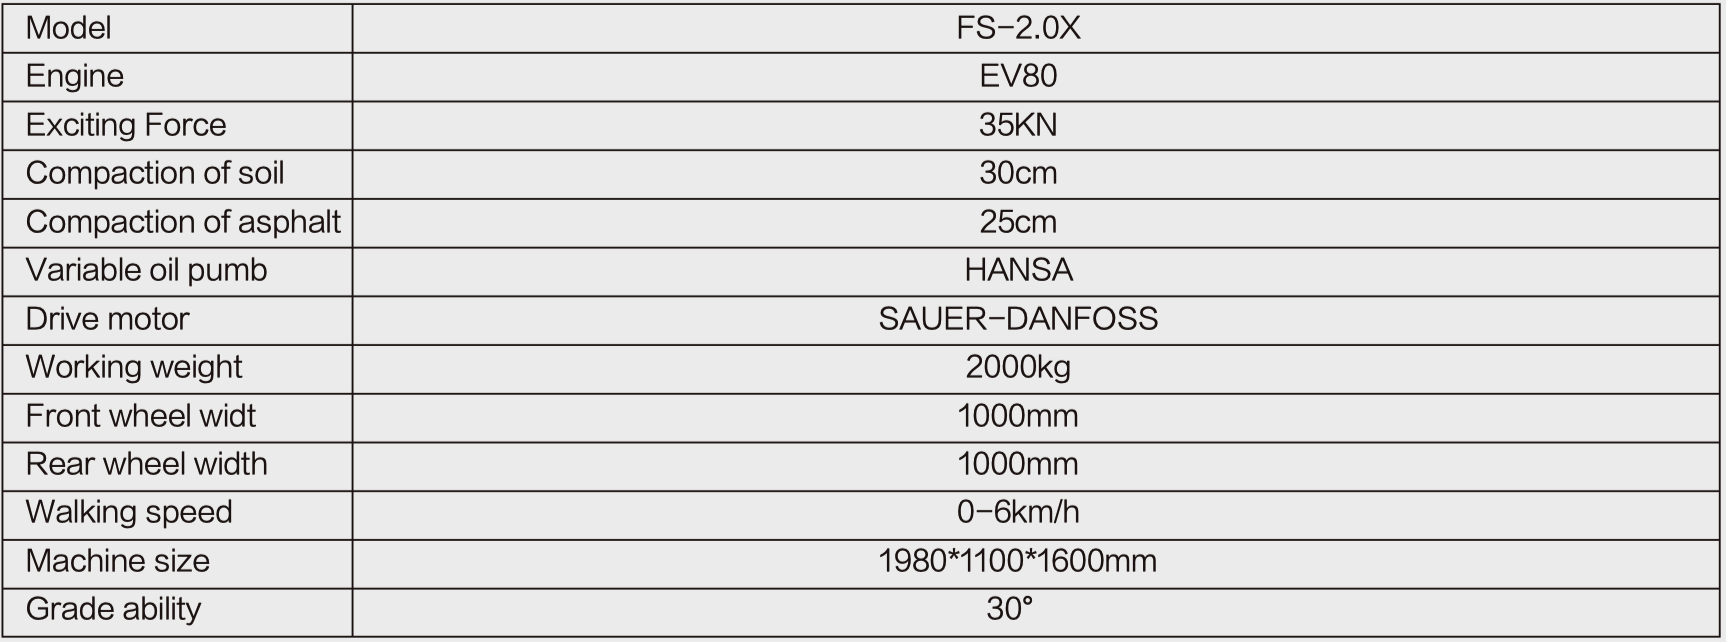 Model FS-2.0X
Engine EV80
Exciting Force 35KN
Compaction of soil 30cm
Compaction of asphalt 25cm
Variable oil pumb HANSA
Drive motor SAUER-DANFOSS
Working weight 2000kg
Front wheel widt 1000mm
Rear wheel width 1000mm
Walking speed 0-6km/h
Machine size 1980*1100*1600mm
Grade ability 30°